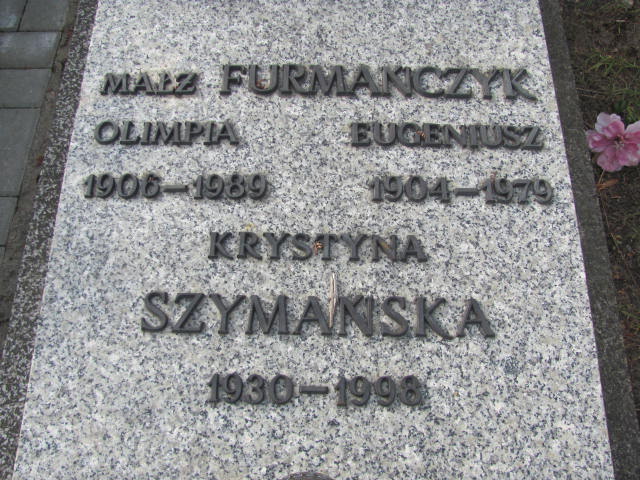 MAŁŻ FURMAŃCZYK
OLIMPIA EUGENIUSZ
1906-1989 1904-1979
KRYSTYNA
SZYMAŃSKA
1930-1998